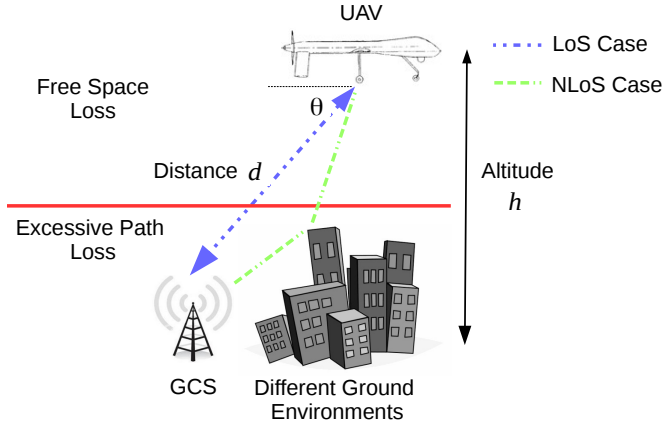 UAV
LoS Case
NLoS Case
Free Space
Loss
θ
Distance d
Altitude
h
Excessive Path
Loss
GCS
Different Ground
Environments